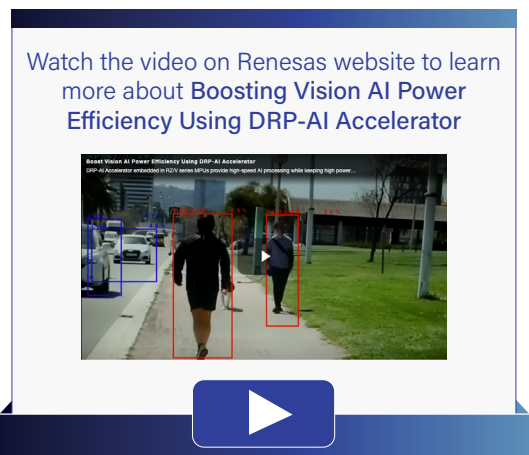 Watch the video on Renesas website to learn
more about Boosting Vision AI Power
Efficiency Using DRP-AI Accelerator
Boost Vision AI Power Efficiency Using DRP-AI Accelerator
DRP-AI Accelerator embedded in RZ/V series MPUs provide high-speed AI processing while keeping high power…